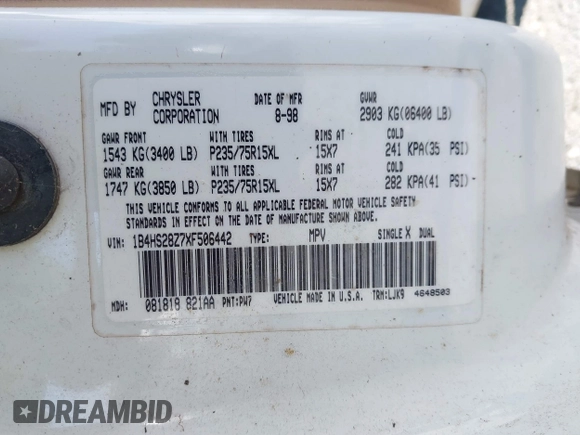 MFD BY CHRYSLER CORPORATION DATE OF MFR 8-98 GVWR 2903 KG(06400 LB)
GAWR FRONT WITH TIRES RIMS AT COLD
1543 KG(3400 LB) P235/75R15XL 15X7 241 KPA(35 PSI)
GAWR REAR WITH TIRES RIMS AT COLD
1747 KG(3850 LB) P235/75R15XL 15X7 282 KPA(41 PSI)
THIS VEHICLE CONFORMS TO ALL APPLICABLE FEDERAL MOTOR VEHICLE SAFETY
STANDARDS IN EFFECT ON THE DATE OF MANUFACTURE SHOWN ABOVE.
VIN: 1B4HS28Z7XF506442 TYPE: MPV SINGLE X DUAL
MDH: 081818 821AA PNT:PW7 VEHICLE MADE IN U.S.A. TRM:LJK9 4648503
DREAMBID